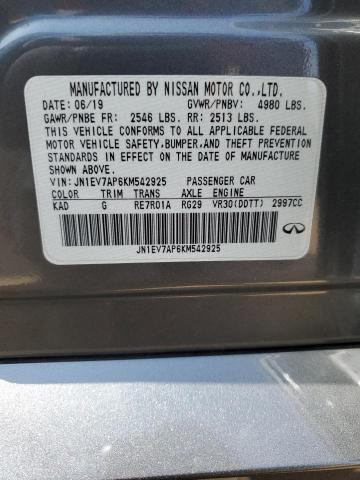 MANUFACTURED BY NISSAN MOTOR CO.,LTD.
DATE: 06/19 GVWR/PNBV: 4980 LBS.
GAWR/PNBE FR: 2546 LBS. RR: 2513 LBS.
THIS VEHICLE CONFORMS TO ALL APPLICABLE FEDERAL
MOTOR VEHICLE SAFETY, BUMPER, AND THEFT PREVENTION
STANDARDS IN EFFECT ON THE DATE OF MANUFACTURE
SHOWN ABOVE.
VIN: JN1EV7AP6KM542925 PASSENGER CAR
COLOR TRIM TRANS AXLE ENGINE
KAD G RE7R01A RG29 VR30(DDTT) 2997CC
JN1EV7AP6KM542925